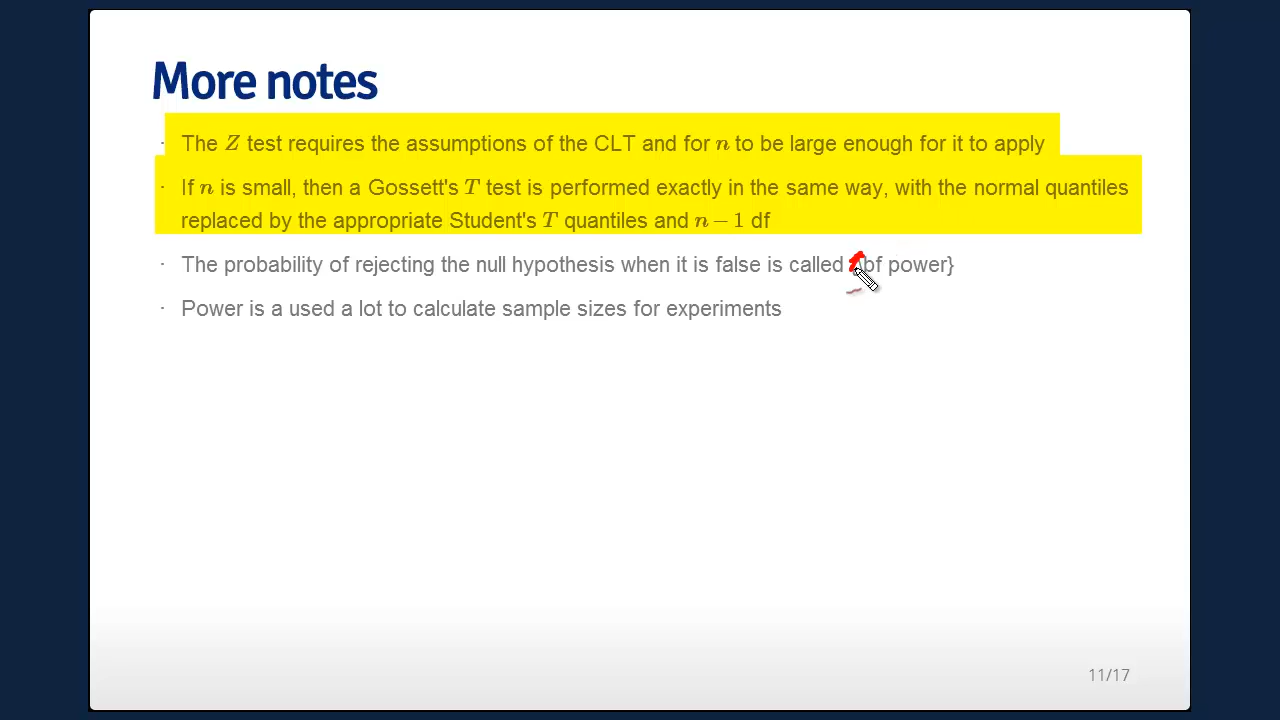 More notes
· The Z test requires the assumptions of the CLT and for n to be large enough for it to apply
· If n is small, then a Gossett's T test is performed exactly in the same way, with the normal quantiles
replaced by the appropriate Student's T quantiles and n − 1 df
· The probability of rejecting the null hypothesis when it is false is called bf power}
· Power is a used a lot to calculate sample sizes for experiments
11/17